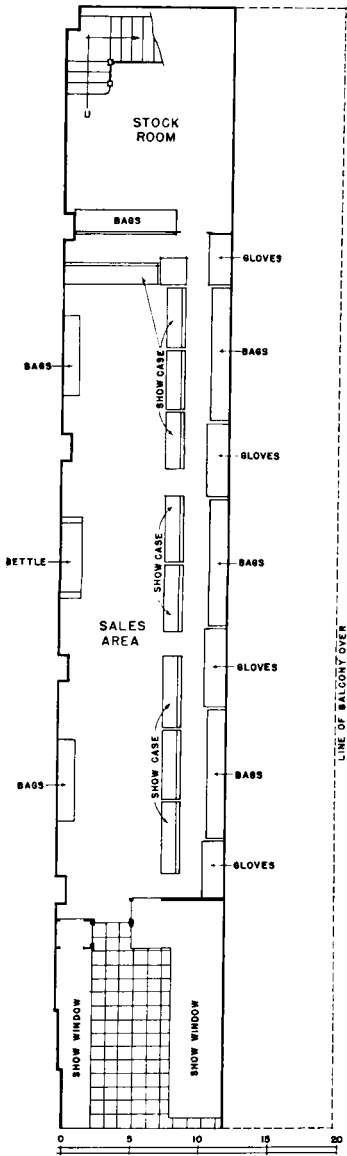 U
STOCK
ROOM
BAGS
GLOVES
BAGS
SHOW CASE
BAGS
GLOVES
SETTLE
SHOW CASE
BAGS
SALES
AREA
GLOVES
LINE OF BALCONY OVER
SHOW CASE
BAGS
BAGS
GLOVES
SHOW WINDOW
SHOW WINDOW
0 5 10 15 20